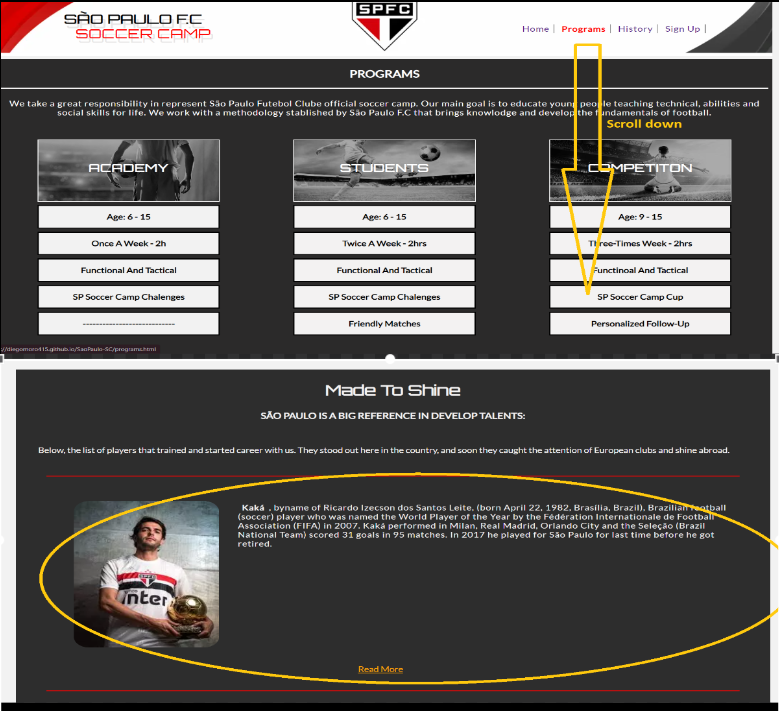 SÃO PAULO F.C
SOCCER CAMP
SPFC
Home | Programs | History | Sign Up |
PROGRAMS
We take a great responsibility in represent São Paulo Futebol Clube official soccer camp. Our main goal is to educate young people teaching technical, abilities and
social skills for life. We work with a methodology stablished by São Paulo F.C that brings knowlodge and develop the fundamentals of football.
Scroll down
ACADEMY
STUDENTS
COMPETITON
Age: 6 - 15
Age: 6 - 15
Age: 9 - 15
Once A Week - 2h
Twice A Week - 2hrs
Three-Times Week - 2hrs
Functional And Tactical
Functional And Tactical
Functinoal And Tactical
SP Soccer Camp Chalenges
SP Soccer Camp Chalenges
SP Soccer Camp Cup
----------------------------
Friendly Matches
Personalized Follow-Up
://diegomoro415.github.io/SaoPaulo-SC/programs.html
Made To Shine
SÃO PAULO IS A BIG REFERENCE IN DEVELOP TALENTS:
Below, the list of players that trained and started career with us. They stood out here in the country, and soon they caught the attention of European clubs and shine abroad.
Kaká , byname of Ricardo Izecson dos Santos Leite, (born April 22, 1982, Brasília, Brazil), Brazilian football
(soccer) player who was named the World Player of the Year by the Fédération Internationale de Football
Association (FIFA) in 2007. Kaká performed in Milan, Real Madrid, Orlando City and the Seleção (Brazil
National Team) scored 31 goals in 95 matches. In 2017 he played for São Paulo for last time before he got
retired.
SPFC
inter
Read More